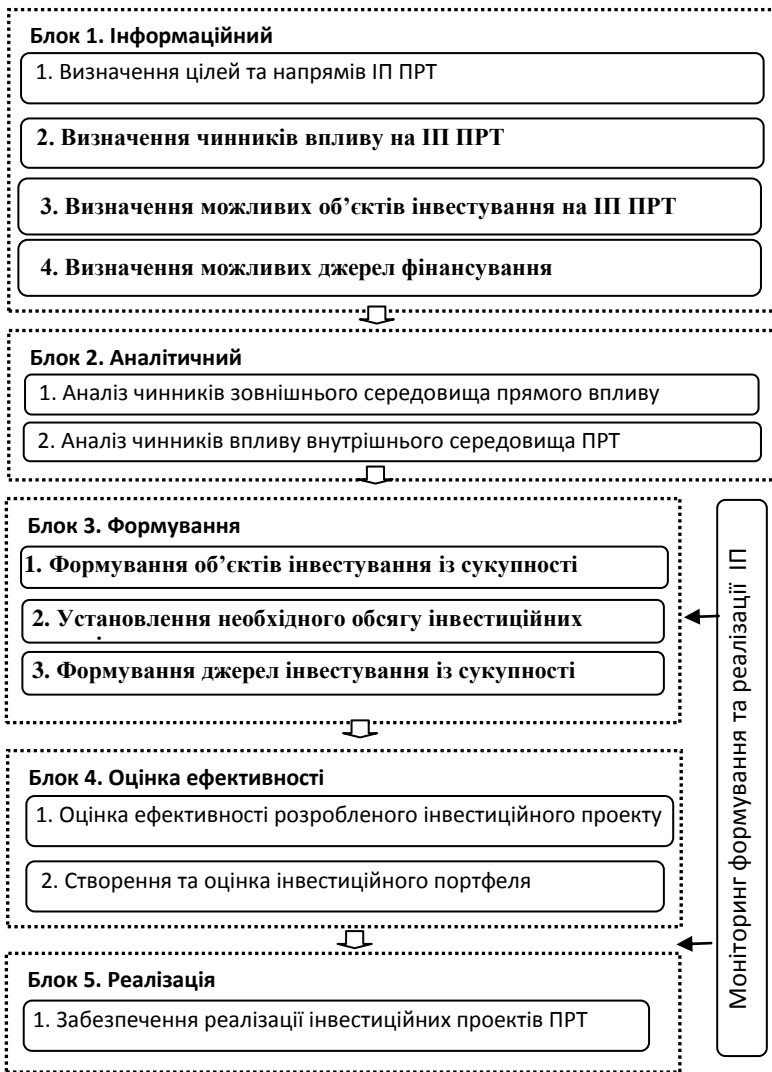 Блок 1. Інформаційний
1. Визначення цілей та напрямів ІП ПРТ
2. Визначення чинників впливу на ІП ПРТ
3. Визначення можливих об’єктів інвестування на ІП ПРТ
4. Визначення можливих джерел фінансування
Блок 2. Аналітичний
1. Аналіз чинників зовнішнього середовища прямого впливу
2. Аналіз чинників впливу внутрішнього середовища ПРТ
Блок 3. Формування
1. Формування об’єктів інвестування із сукупності
2. Установлення необхідного обсягу інвестиційних
3. Формування джерел інвестування із сукупності
Блок 4. Оцінка ефективності
1. Оцінка ефективності розробленого інвестиційного проекту
2. Створення та оцінка інвестиційного портфеля
Блок 5. Реалізація
1. Забезпечення реалізації інвестиційних проектів ПРТ
Моніторинг формування та реалізації ІП